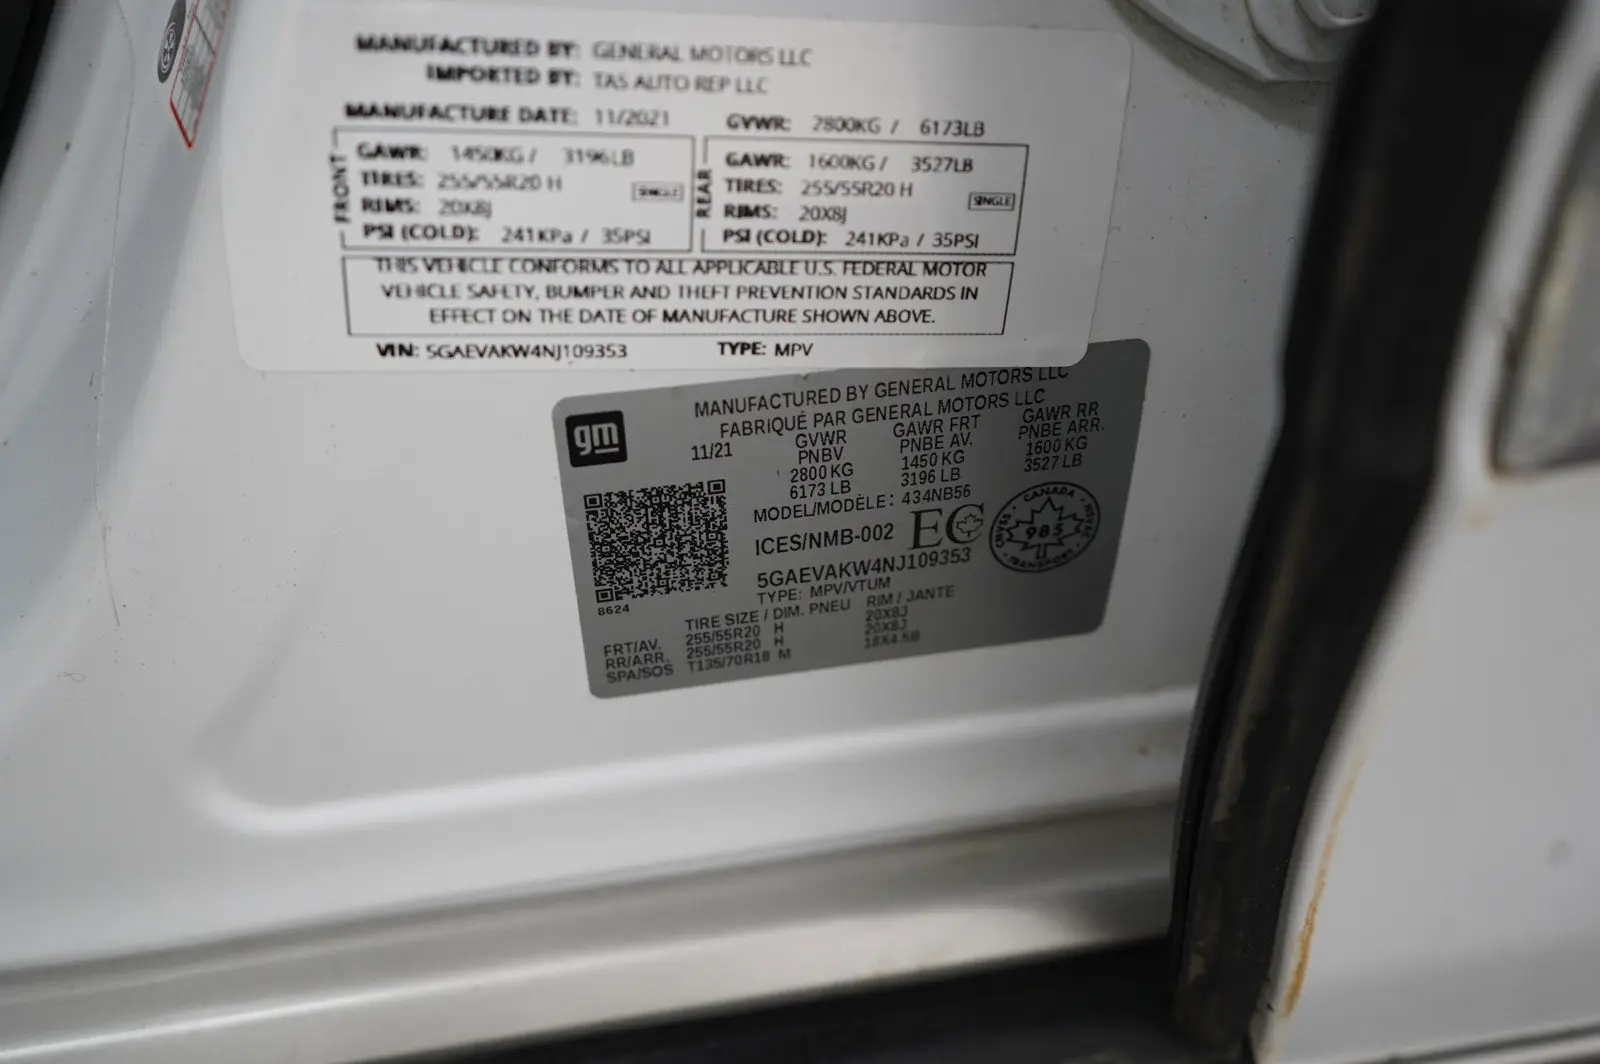 MANUFACTURED BY: GENERAL MOTORS LLC
IMPORTED BY: TAS AUTO REP LLC
MANUFACTURE DATE: 11/2021
GVWR: 2800KG / 6173LB
FRONT
GAWR: 1450KG / 3196LB
TIRES: 255/55R20 H
SINGLE
RIMS: 20X8J
PSI (COLD): 241KPa / 35PSI
REAR
GAWR: 1600KG / 3527LB
TIRES: 255/55R20 H
SINGLE
RIMS: 20X8J
PSI (COLD): 241KPa / 35PSI
THIS VEHICLE CONFORMS TO ALL APPLICABLE U.S. FEDERAL MOTOR
VEHICLE SAFETY, BUMPER AND THEFT PREVENTION STANDARDS IN
EFFECT ON THE DATE OF MANUFACTURE SHOWN ABOVE.
VIN: 5GAEVAKW4NJ109353 TYPE: MPV
gm
MANUFACTURED BY GENERAL MOTORS LLC
FABRIQUÉ PAR GENERAL MOTORS LLC
11/21
GVWR GAWR FRT GAWR RR
PNBV PNBE AV. PNBE ARR.
2800 KG 1450 KG 1600 KG
6173 LB 3196 LB 3527 LB
MODEL/MODÈLE: 434NB56
ICES/NMB-002 EC
CANADA
985
TRANSPORT
5GAEVAKW4NJ109353
TYPE: MPV/VTUM
8624
TIRE SIZE / DIM. PNEU RIM / JANTE
FRT/AV. 255/55R20 H 20X8J
RR/ARR. 255/55R20 H 20X8J
SPA/SOS T135/70R18 M 18X4.5B